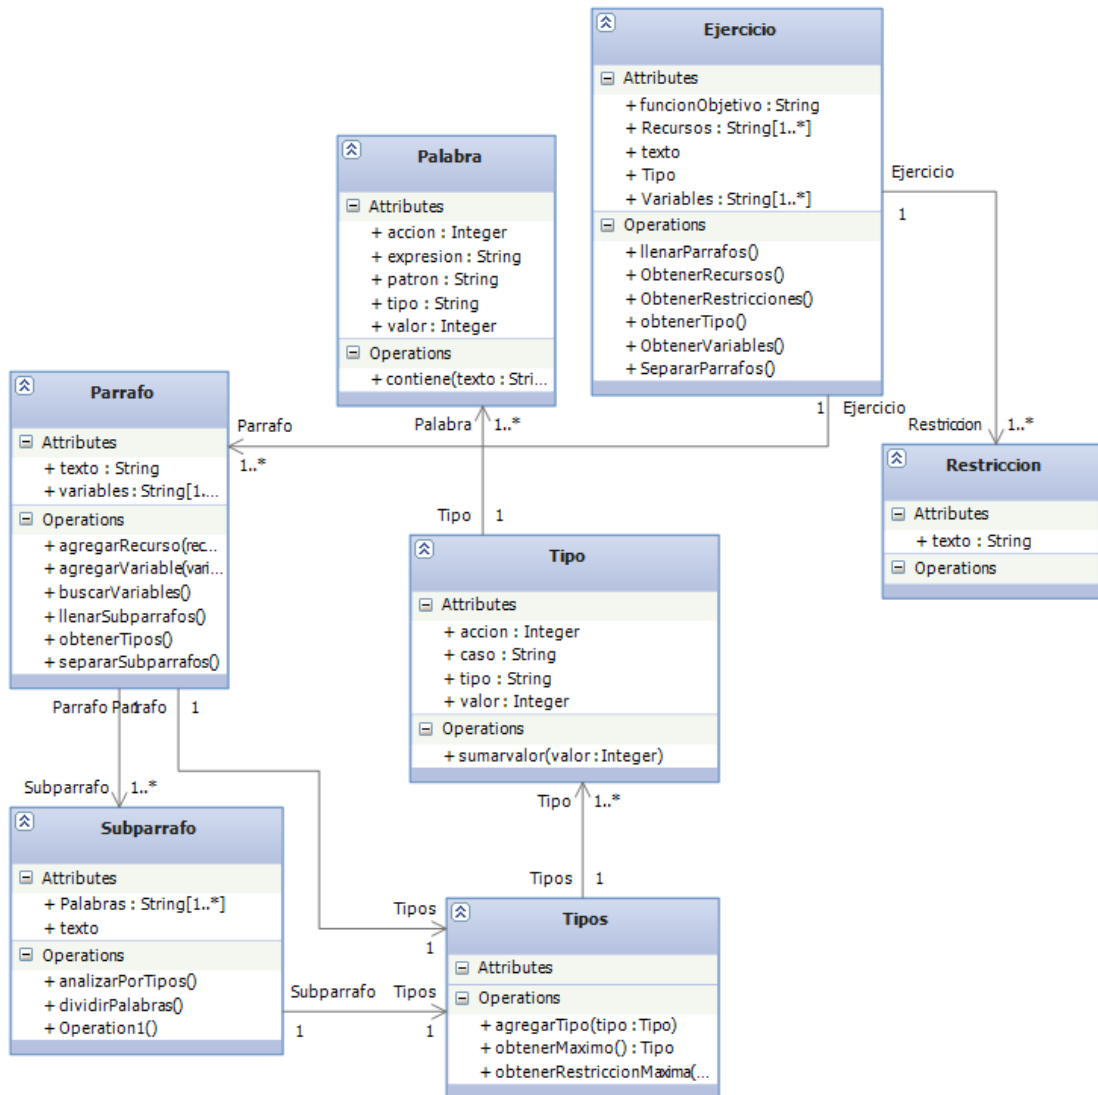 Ejercicio
Attributes
+ funcionObjetivo : String
+ Recursos : String[1..*]
+ texto
+ Tipo
+ Variables : String[1..*]
Operations
+ llenarParrafos()
+ ObtenerRecursos()
+ ObtenerRestricciones()
+ obtenerTipo()
+ ObtenerVariables()
+ SepararParrafos()
Ejercicio
1
1 Ejercicio
Palabra
Attributes
+ accion : Integer
+ expresion : String
+ patron : String
+ tipo : String
+ valor : Integer
Operations
+ contiene(texto : Stri...
Palabra 1..*
Parrafo
1..*
Restriccion 1..*
Restriccion
Attributes
+ texto : String
Operations
Parrafo
Attributes
+ texto : String
+ variables : String[1....
Operations
+ agregarRecurso(rec...
+ agregarVariable(vari...
+ buscarVariables()
+ llenarSubparrafos()
+ obtenerTipos()
+ separarSubparrafos()
Parrafo 1
Parrafo 1
Tipo 1
Tipo
Attributes
+ accion : Integer
+ caso : String
+ tipo : String
+ valor : Integer
Operations
+ sumarvalor(valor : Integer)
Tipo 1..*
Subparrafo 1..*
Subparrafo
Attributes
+ Palabras : String[1..*]
+ texto
Operations
+ analizarPorTipos()
+ dividirPalabras()
+ Operation1()
Tipos 1
Tipos
1
Subparrafo Tipos
1 1
Tipos
Attributes
Operations
+ agregarTipo(tipo : Tipo)
+ obtenerMaximo() : Tipo
+ obtenerRestriccionMaxima(...